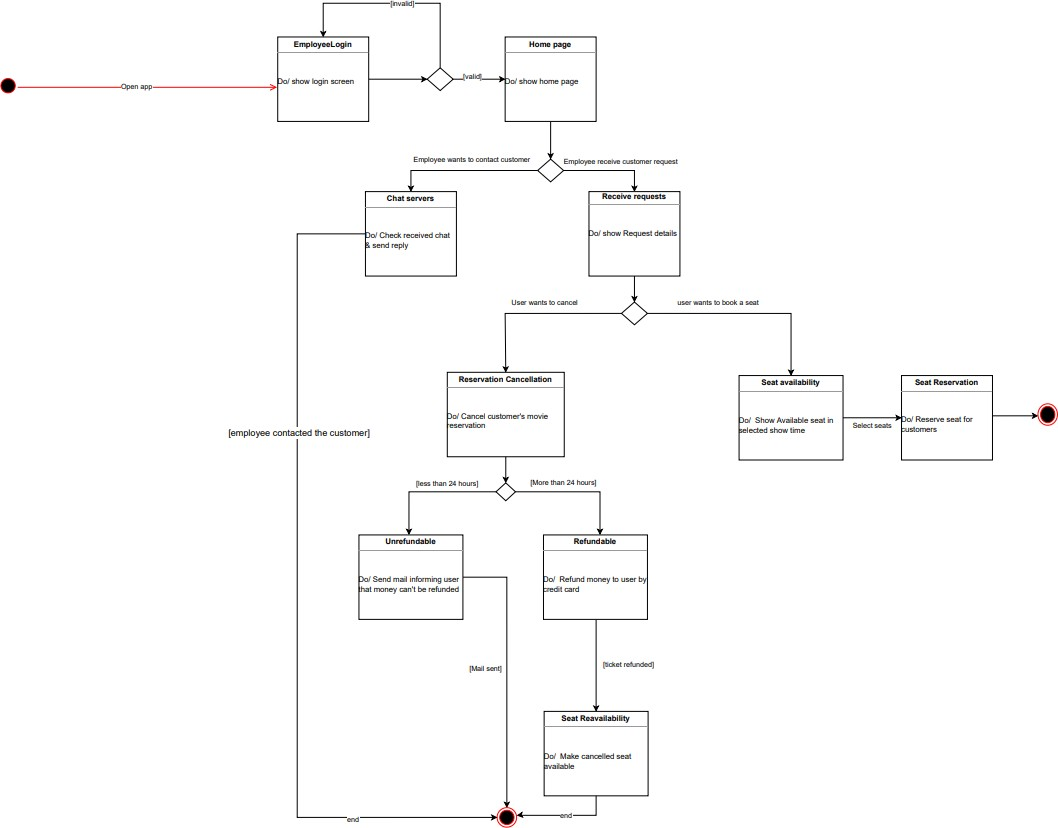 [invalid]
EmployeeLogin
Home page
Do/ show login screen
[valid]
Do/ show home page
Open app
Employee wants to contact customer
Employee receive customer request
Chat servers
Receive requests
Do/ Check received chat
& send reply
Do/ show Request details
User wants to cancel
user wants to book a seat
Reservation Cancellation
Seat availability
Seat Reservation
Do/ Cancel customer's movie
reservation
Do/  Show Available seat in
selected show time
Select seats
Do/ Reserve seat for
customers
[employee contacted the customer]
[less than 24 hours]
[More than 24 hours]
Unrefundable
Refundable
Do/ Send mail informing user
that money can't be refunded
Do/  Refund money to user by
credit card
[Mail sent]
[ticket refunded]
Seat Reavailability
Do/  Make cancelled seat
available
end
end